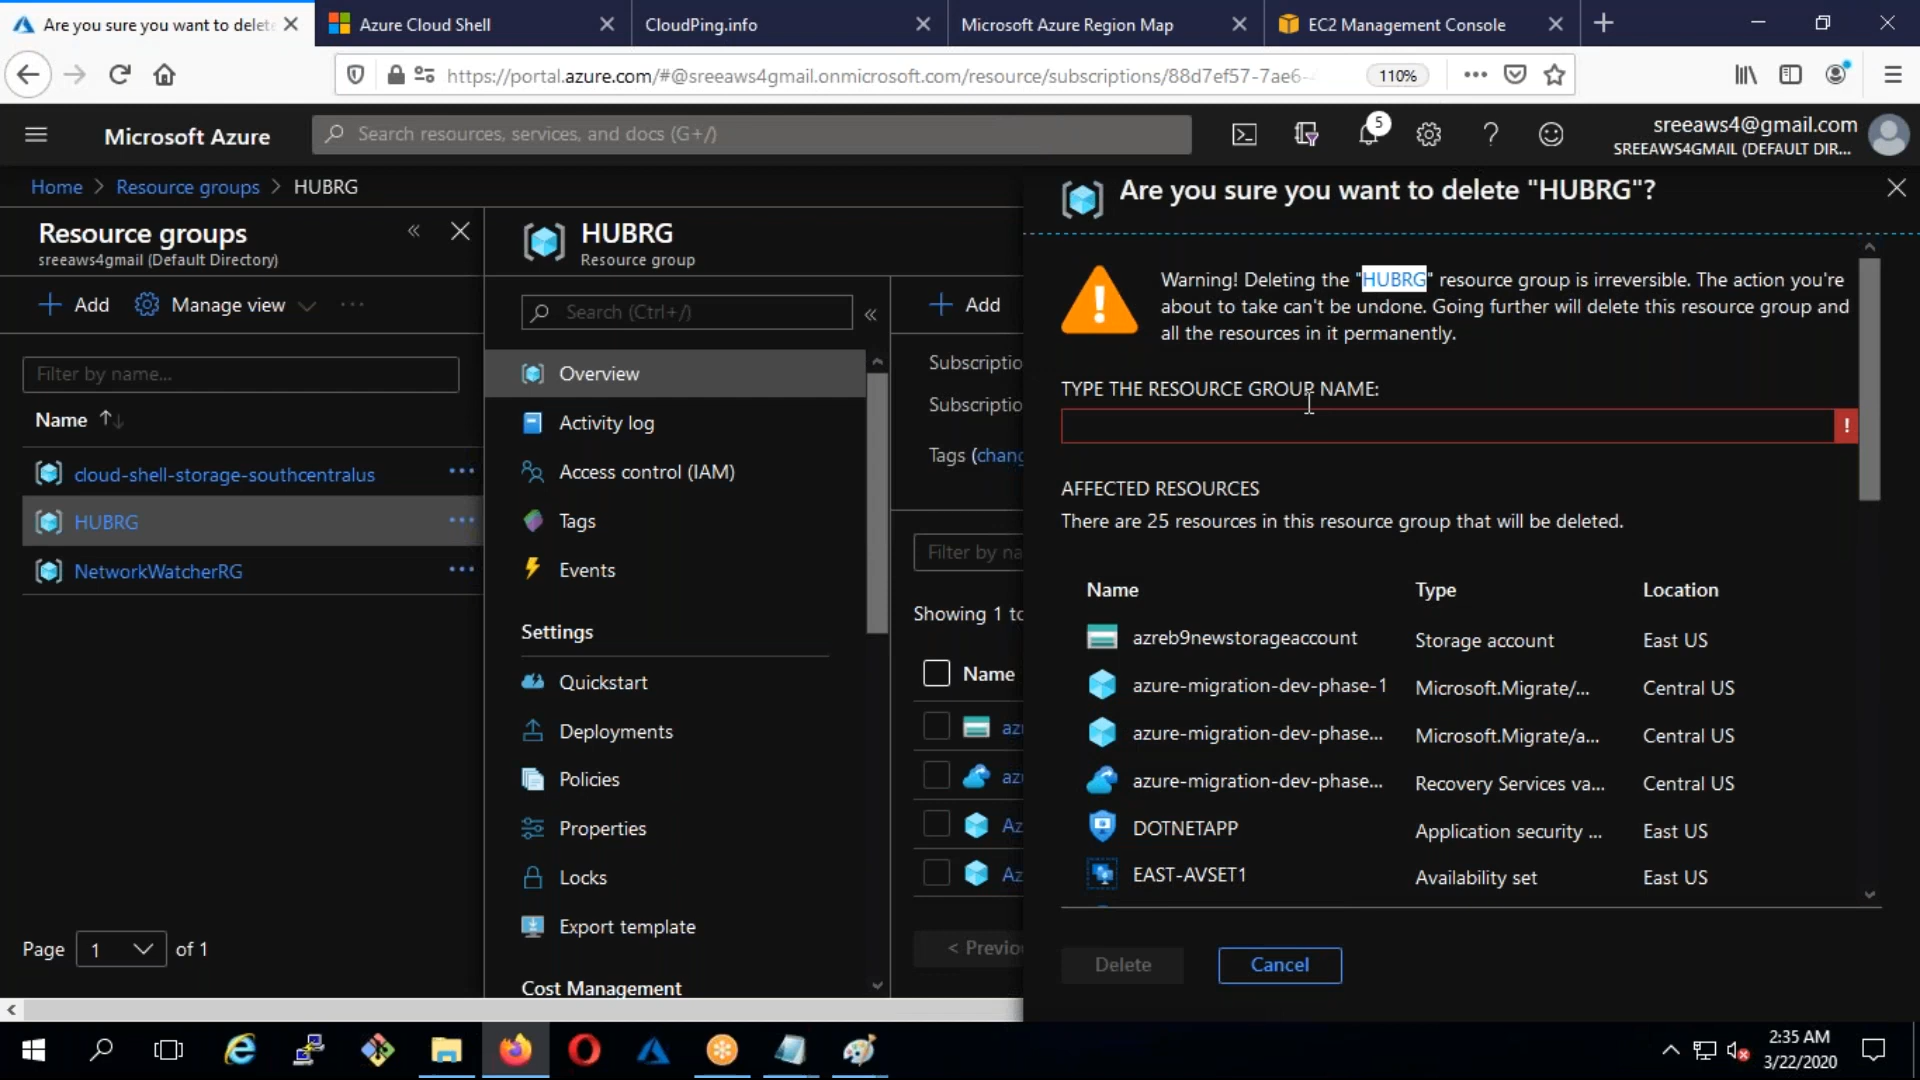 Are you sure you want to delete
Azure Cloud Shell
CloudPing.info
Microsoft Azure Region Map
EC2 Management Console
https://portal.azure.com/#@sreeaws4gmail.onmicrosoft.com/resource/subscriptions/88d7ef57-7ae6-
110%
Microsoft Azure
Search resources, services, and docs (G+/)
5
sreeaws4@gmail.com
SREEAWS4GMAIL (DEFAULT DIR...
Home > Resource groups > HUBRG
Resource groups
sreeaws4gmail (Default Directory)
Add
Manage view
Filter by name...
Name
cloud-shell-storage-southcentralus
HUBRG
NetworkWatcherRG
Page 1 of 1
HUBRG
Resource group
Search (Ctrl+/)
Overview
Activity log
Access control (IAM)
Tags
Events
Settings
Quickstart
Deployments
Policies
Properties
Locks
Export template
Cost Management
Add
Subscriptio
Subscriptio
Tags (chang
Filter by na
Showing 1 to
Name
az
az
Az
Az
< Previou
Are you sure you want to delete "HUBRG"?
Warning! Deleting the "HUBRG" resource group is irreversible. The action you're
about to take can't be undone. Going further will delete this resource group and
all the resources in it permanently.
TYPE THE RESOURCE GROUP NAME:
AFFECTED RESOURCES
There are 25 resources in this resource group that will be deleted.
Name Type Location
azreb9newstorageaccount Storage account East US
azure-migration-dev-phase-1 Microsoft.Migrate/... Central US
azure-migration-dev-phase... Microsoft.Migrate/a... Central US
azure-migration-dev-phase... Recovery Services va... Central US
DOTNETAPP Application security ... East US
EAST-AVSET1 Availability set East US
Delete
Cancel
2:35 AM
3/22/2020